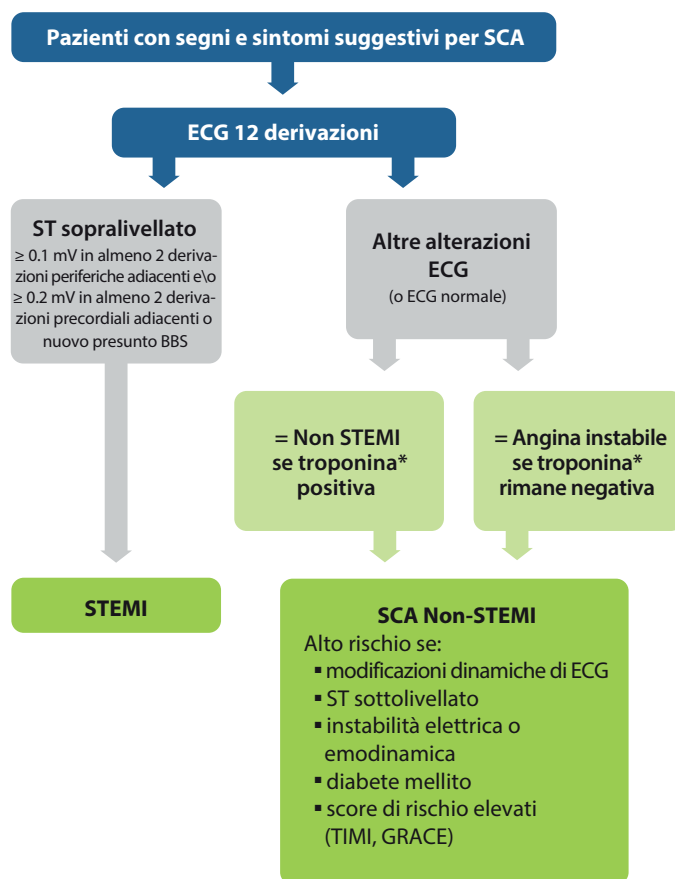 Pazienti con segni e sintomi suggestivi per SCA
ECG 12 derivazioni
ST sopralivellato
≥ 0.1 mV in almeno 2 deriva-
zioni periferiche adiacenti e\o
≥ 0.2 mV in almeno 2 deriva-
zioni precordiali adiacenti o
nuovo presunto BBS
Altre alterazioni
ECG
(o ECG normale)
= Non STEMI
se troponina*
positiva
= Angina instabile
se troponina*
rimane negativa
STEMI
SCA Non-STEMI
Alto rischio se:
▪ modificazioni dinamiche di ECG
▪ ST sottolivellato
▪ instabilità elettrica o
emodinamica
▪ diabete mellito
▪ score di rischio elevati
(TIMI, GRACE)